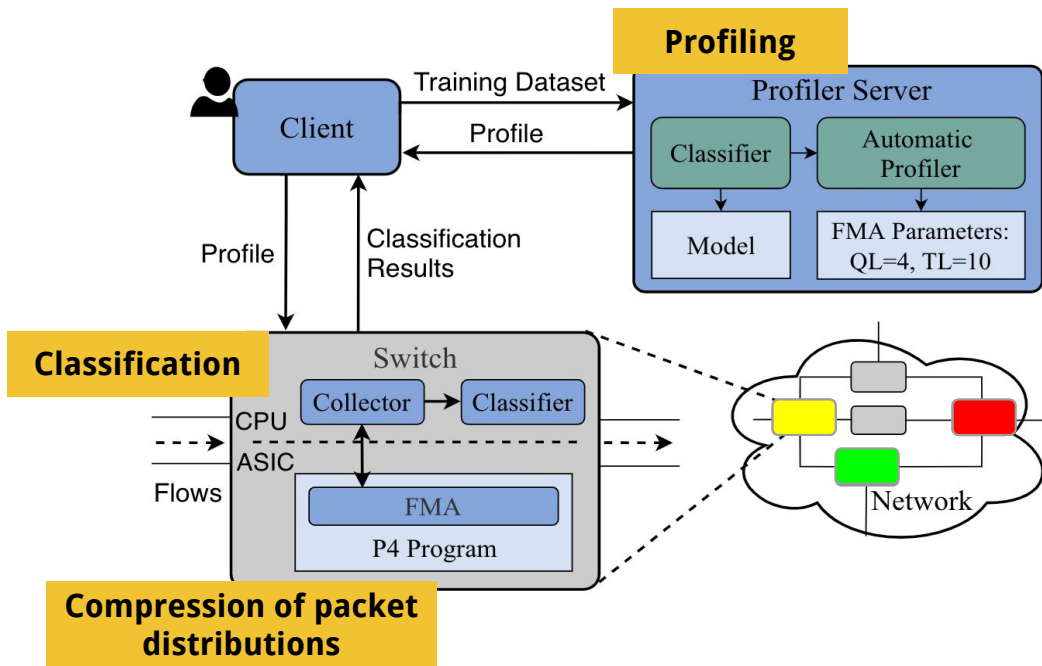 Profiling
Training Dataset
Profiler Server
Client
Profile
Classifier
Automatic
Profiler
Model
FMA Parameters:
QL=4, TL=10
Profile
Classification
Results
Classification
Switch
Collector
Classifier
CPU
ASIC
Flows
FMA
P4 Program
Network
Compression of packet
distributions